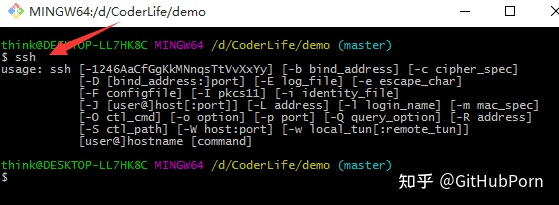 MINGW64:/d/CoderLife/demo
think@DESKTOP-LL7HK8C MINGW64 /d/CoderLife/demo (master)
$ ssh
usage: ssh [-1246AaCfGgKkMNnqsTtVvXxYy] [-b bind_address] [-c cipher_spec]
[-D [bind_address:]port] [-E log_file] [-e escape_char]
[-F configfile] [-I pkcs11] [-i identity_file]
[-J [user@]host[:port]] [-L address] [-l login_name] [-m mac_spec]
[-O ctl_cmd] [-o option] [-p port] [-Q query_option] [-R address]
[-S ctl_path] [-W host:port] [-w local_tun[:remote_tun]]
[user@]hostname [command]
think@DESKTOP-LL7HK8C MINGW64 /d/CoderLife/demo (master)
$
知乎 @GitHubPorn